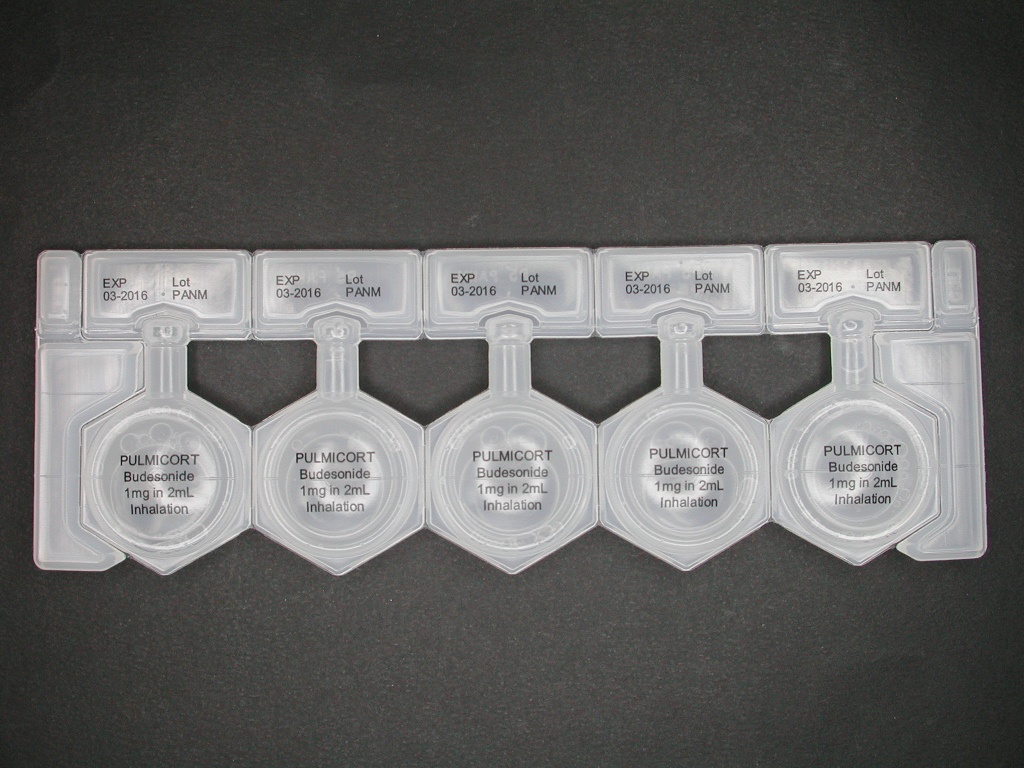 EXP Lot
03-2016 PANM
EXP Lot
03-2016 PANM
EXP Lot
03-2016 PANM
EXP Lot
03-2016 PANM
EXP Lot
03-2016 PANM
PULMICORT
Budesonide
1mg in 2mL
Inhalation
PULMICORT
Budesonide
1mg in 2mL
Inhalation
PULMICORT
Budesonide
1mg in 2mL
Inhalation
PULMICORT
Budesonide
1mg in 2mL
Inhalation
PULMICORT
Budesonide
1mg in 2mL
Inhalation